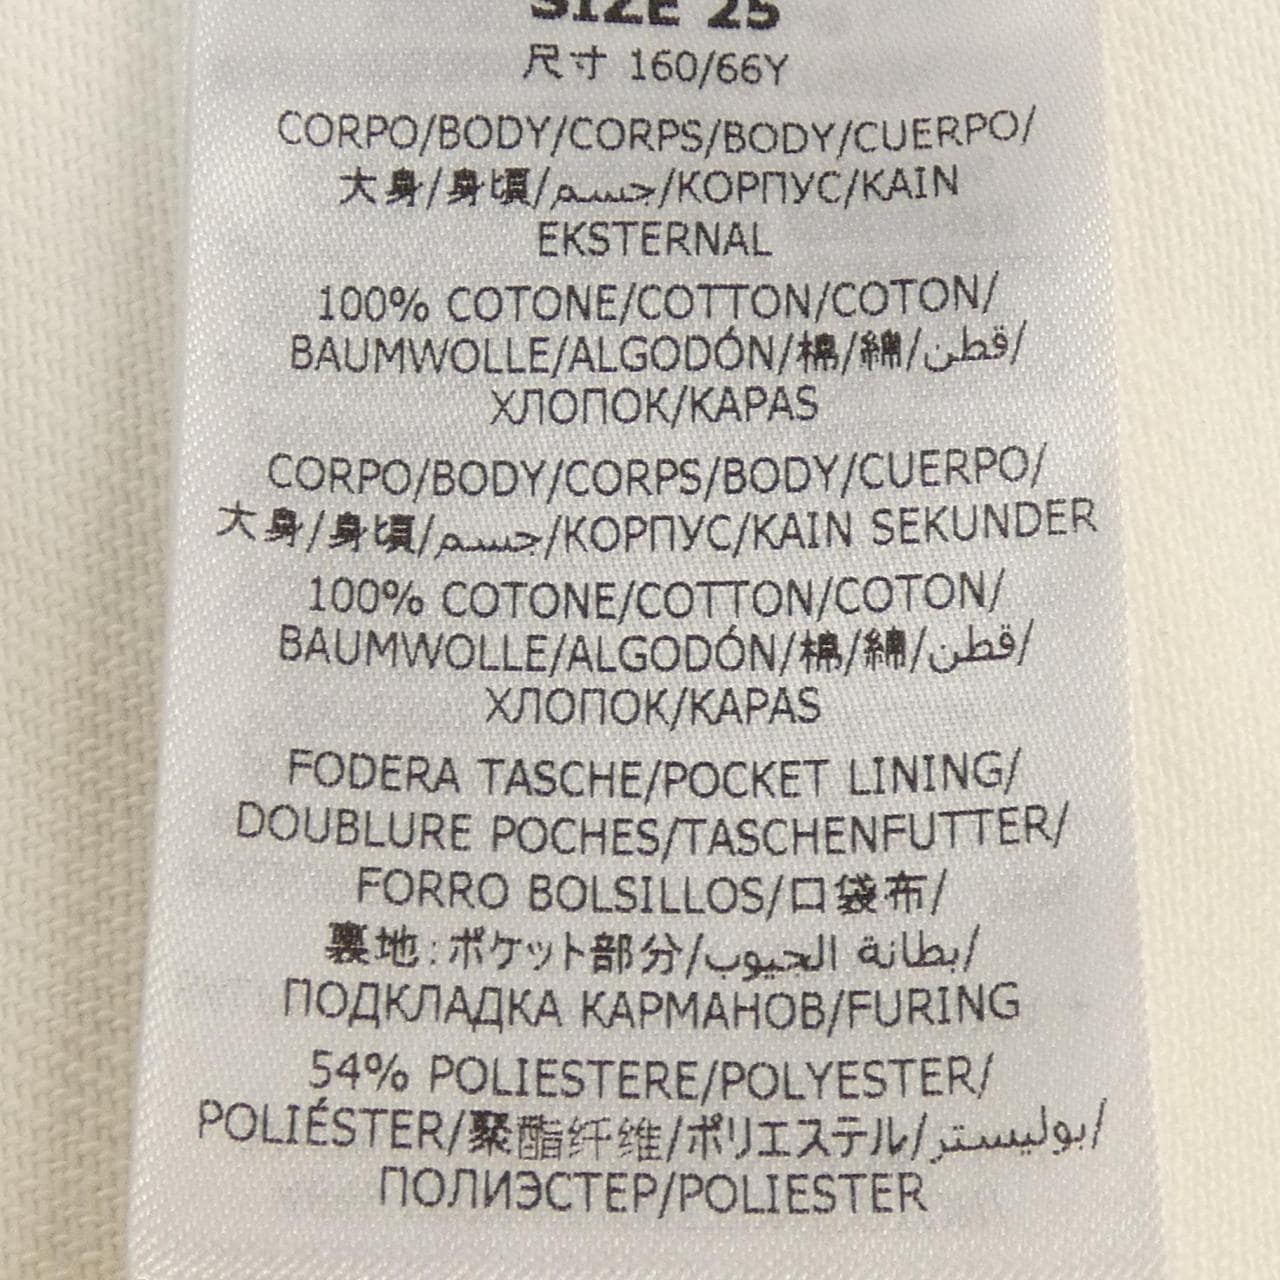 SIZE 25
尺寸 160/66Y
CORPO/BODY/CORPS/BODY/CUERPO/
大身/身頃/جسم/КОРПУС/KAIN
EKSTERNAL
100% COTONE/COTTON/COTON/
BAUMWOLLE/ALGODÓN/棉/綿/قطن/
ХЛОПОК/KAPAS
CORPO/BODY/CORPS/BODY/CUERPO/
大身/身頃/جسم/КОРПУС/KAIN SEKUNDER
100% COTONE/COTTON/COTON/
BAUMWOLLE/ALGODÓN/棉/綿/قطن/
ХЛОПОК/KAPAS
FODERA TASCHE/POCKET LINING/
DOUBLURE POCHES/TASCHENFUTTER/
FORRO BOLSILLOS/口袋布/
裏地:ポケット部分/بطانة الجيوب/
ПОДКЛАДКА КАРМАНОВ/FURING
54% POLIESTERE/POLYESTER/
POLIÉSTER/聚酯纤维/ポリエステル/بوليستر/
ПОЛИЭСТЕР/POLIESTER